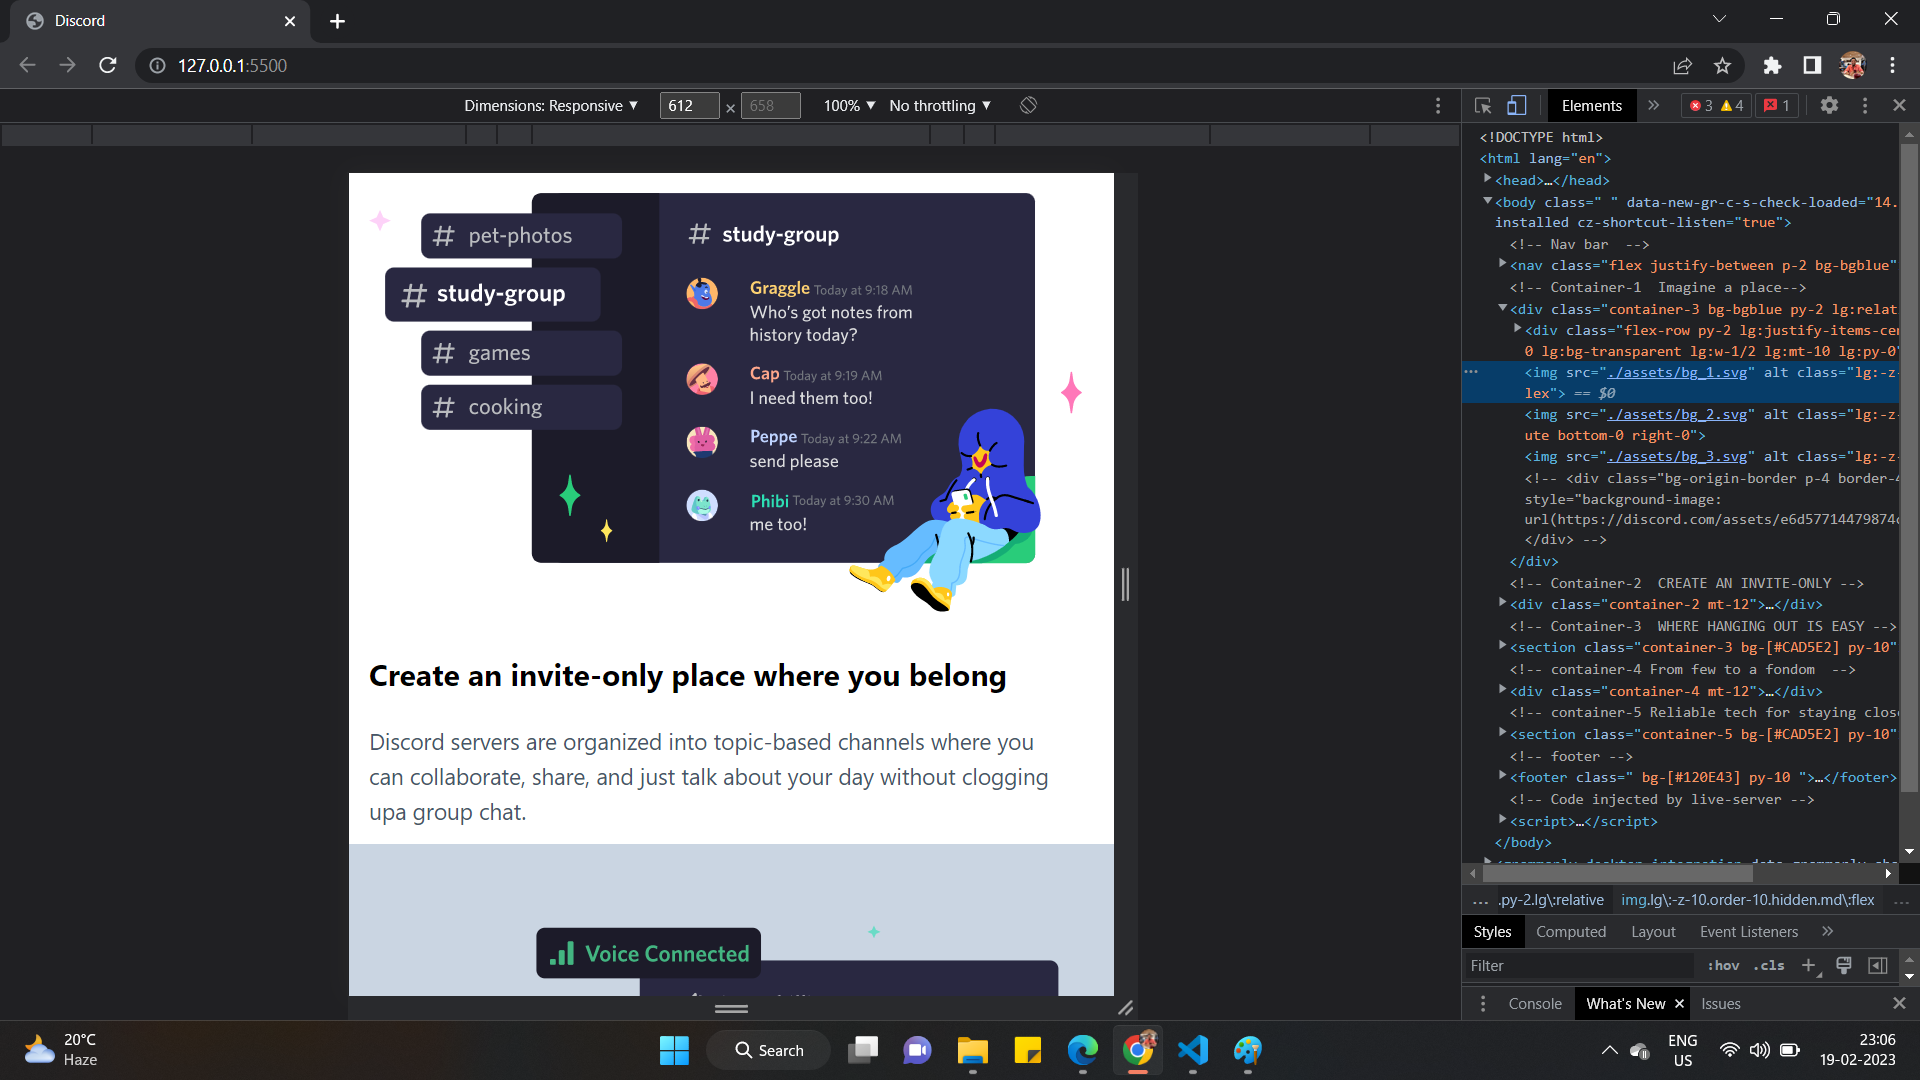 Discord
127.0.0.1:5500
Dimensions: Responsive ▼ 612 × 658 100% ▼ No throttling ▼
Elements » 3 4 1
# pet-photos
# study-group
# games
# cooking
# study-group
Graggle Today at 9:18 AM
Who's got notes from
history today?
Cap Today at 9:19 AM
I need them too!
Peppe Today at 9:22 AM
send please
Phibi Today at 9:30 AM
me too!
Create an invite-only place where you belong
Discord servers are organized into topic-based channels where you
can collaborate, share, and just talk about your day without clogging
upa group chat.
Voice Connected
<!DOCTYPE html>
<html lang="en">
<head>…</head>
<body class=" " data-new-gr-c-s-check-loaded="14.
installed cz-shortcut-listen="true">
<!-- Nav bar  -->
<nav class="flex justify-between p-2 bg-bgblue"
<!-- Container-1  Imagine a place-->
<div class="container-3 bg-bgblue py-2 lg:relat
<div class="flex-row py-2 lg:justify-items-cen
0 lg:bg-transparent lg:w-1/2 lg:mt-10 lg:py-0"
<img src="./assets/bg_1.svg" alt class="lg:-z-
lex"> == $0
<img src="./assets/bg_2.svg" alt class="lg:-z-
ute bottom-0 right-0">
<img src="./assets/bg_3.svg" alt class="lg:-z-
<!-- <div class="bg-origin-border p-4 border-4
style="background-image:
url(https://discord.com/assets/e6d57714479874c
</div> -->
</div>
<!-- Container-2  CREATE AN INVITE-ONLY -->
<div class="container-2 mt-12">…</div>
<!-- Container-3  WHERE HANGING OUT IS EASY -->
<section class="container-3 bg-[#CAD5E2] py-10"
<!-- container-4 From few to a fondom  -->
<div class="container-4 mt-12">…</div>
<!-- container-5 Reliable tech for staying close
<section class="container-5 bg-[#CAD5E2] py-10"
<!-- footer -->
<footer class=" bg-[#120E43] py-10 ">…</footer>
<!-- Code injected by live-server -->
<script>…</script>
</body>
… .py-2.lg\:relative img.lg\:-z-10.order-10.hidden.md\:flex …
Styles Computed Layout Event Listeners »
Filter :hov .cls +
Console What's New × Issues
20°C
Haze
Search
ENG
US
23:06
19-02-2023